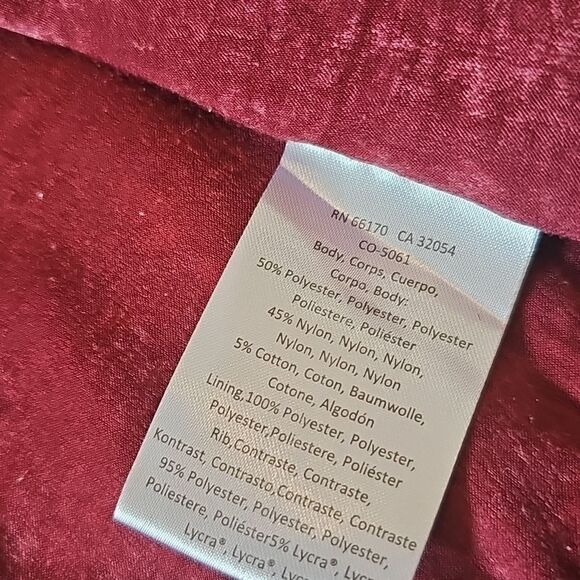 RN 66170 CA 32054
CO-5061
Body, Corps, Cuerpo,
Corpo, Body:
50% Polyester, Polyester, Polyester
Poliestere, Poliéster
45% Nylon, Nylon, Nylon,
Nylon, Nylon, Nylon
5% Cotton, Coton, Baumwolle,
Cotone, Algodón
Lining,100% Polyester, Polyester,
Polyester,Poliestere, Poliéster
Rib,Contraste, Contraste,
Kontrast, Contrasto,Contraste, Contraste
95% Polyester, Polyester, Polyester,
Poliestere, Poliéster5% Lycra®,
Lycra®, Lycra®, Lycra®, Lyc